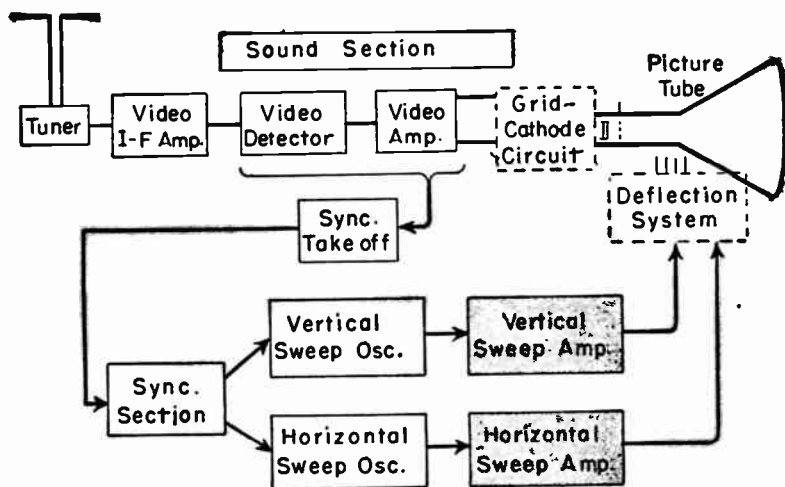 Sound Section
Picture
Tube
Tuner
Video
I-F Amp.
Video
Detector
Video
Amp.
Grid-
Cathode
Circuit
Deflection
System
Sync.
Take off
Vertical
Sweep Osc.
Vertical
Sweep Amp.
Sync.
Section
Horizontal
Sweep Osc.
Horizontal
Sweep Amp.